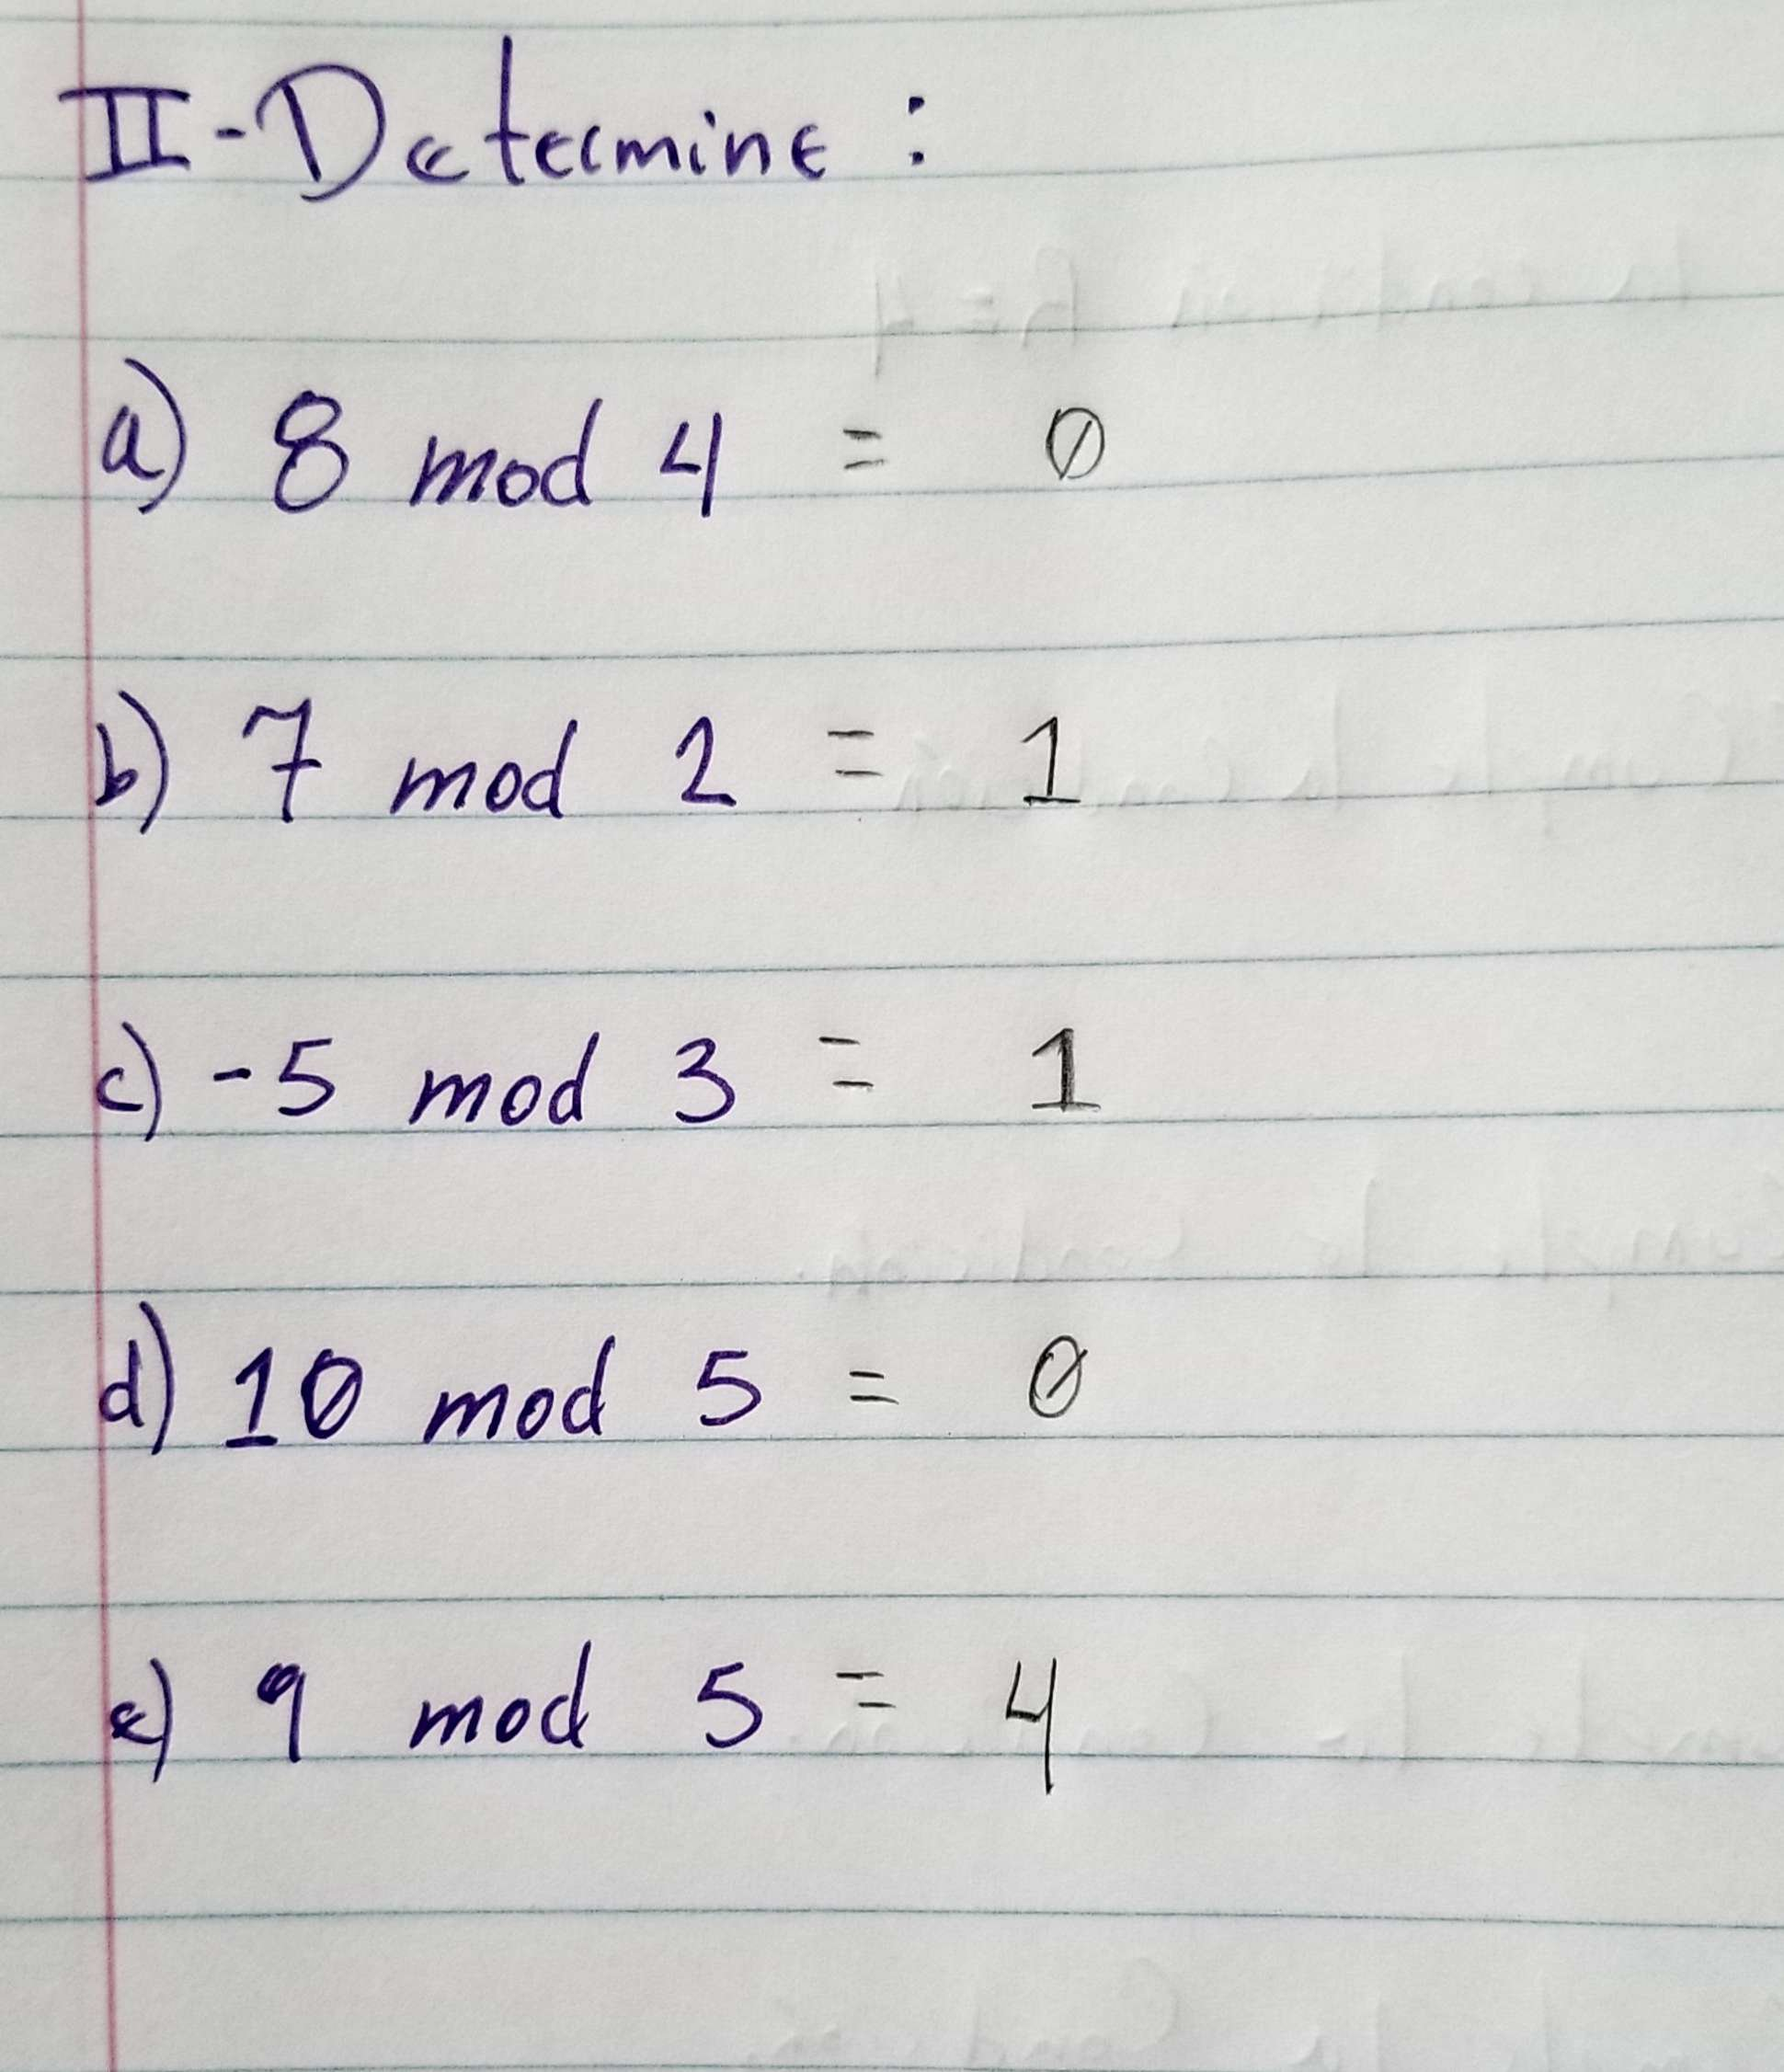 II-Determine :
a) 8 mod 4 = 0
b) 7 mod 2 = 1
c) -5 mod 3 = 1
d) 10 mod 5 = 0
e) 9 mod 5 = 4